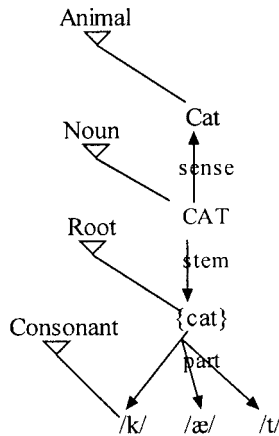 Animal
Cat
Noun
sense
CAT
Root
stem
{cat}
Consonant
part
/k/ /æ/ /t/